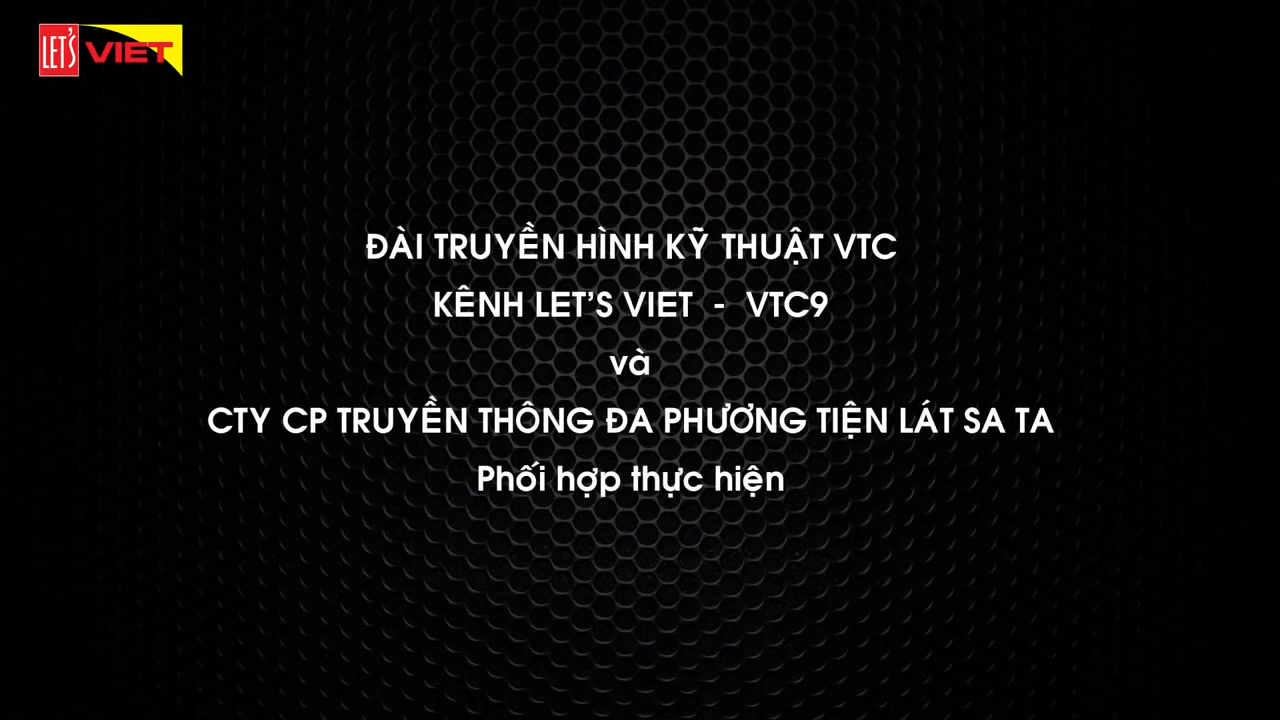 LET'S VIET
ĐÀI TRUYỀN HÌNH KỸ THUẬT VTC
KÊNH LET’S VIET - VTC9
và
CTY CP TRUYỀN THÔNG ĐA PHƯƠNG TIỆN LÁT SA TA
Phối hợp thực hiện